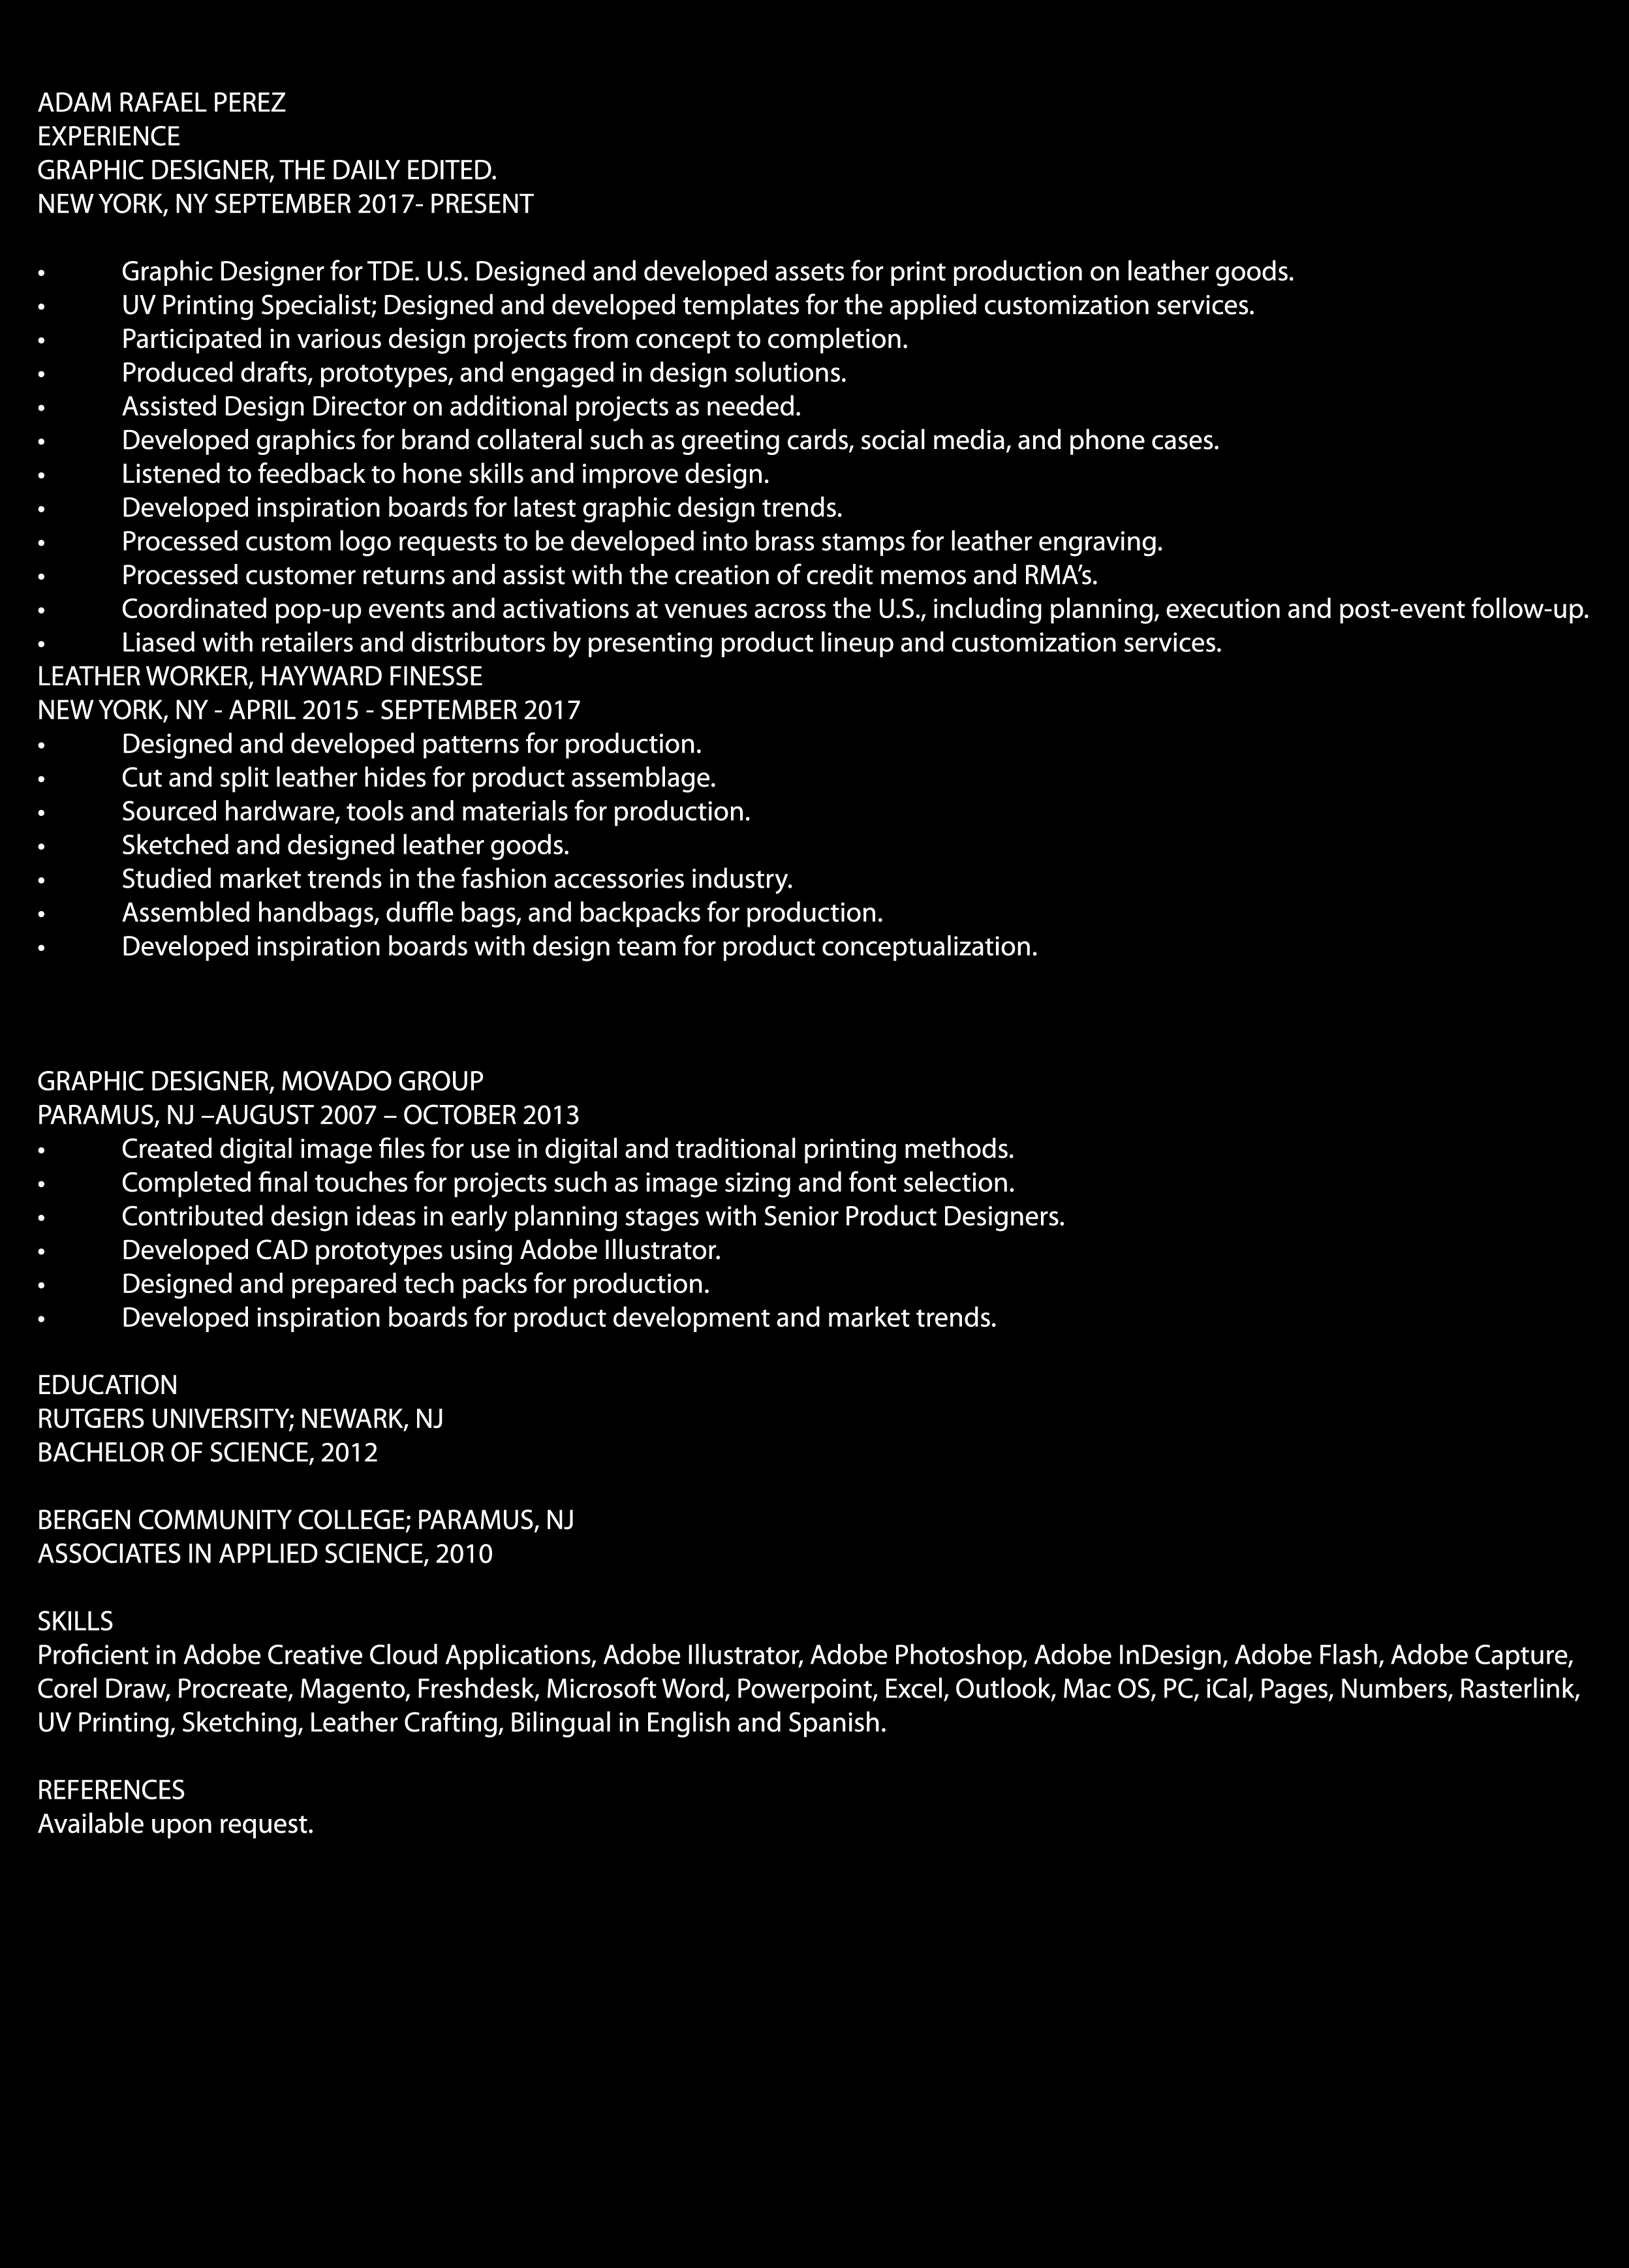 ADAM RAFAEL PEREZ
EXPERIENCE
GRAPHIC DESIGNER, THE DAILY EDITED.
NEW YORK, NY SEPTEMBER 2017- PRESENT
• Graphic Designer for TDE. U.S. Designed and developed assets for print production on leather goods.
• UV Printing Specialist; Designed and developed templates for the applied customization services.
• Participated in various design projects from concept to completion.
• Produced drafts, prototypes, and engaged in design solutions.
• Assisted Design Director on additional projects as needed.
• Developed graphics for brand collateral such as greeting cards, social media, and phone cases.
• Listened to feedback to hone skills and improve design.
• Developed inspiration boards for latest graphic design trends.
• Processed custom logo requests to be developed into brass stamps for leather engraving.
• Processed customer returns and assist with the creation of credit memos and RMA’s.
• Coordinated pop-up events and activations at venues across the U.S., including planning, execution and post-event follow-up.
• Liased with retailers and distributors by presenting product lineup and customization services.
LEATHER WORKER, HAYWARD FINESSE
NEW YORK, NY - APRIL 2015 - SEPTEMBER 2017
• Designed and developed patterns for production.
• Cut and split leather hides for product assemblage.
• Sourced hardware, tools and materials for production.
• Sketched and designed leather goods.
• Studied market trends in the fashion accessories industry.
• Assembled handbags, duffle bags, and backpacks for production.
• Developed inspiration boards with design team for product conceptualization.
GRAPHIC DESIGNER, MOVADO GROUP
PARAMUS, NJ –AUGUST 2007 – OCTOBER 2013
• Created digital image files for use in digital and traditional printing methods.
• Completed final touches for projects such as image sizing and font selection.
• Contributed design ideas in early planning stages with Senior Product Designers.
• Developed CAD prototypes using Adobe Illustrator.
• Designed and prepared tech packs for production.
• Developed inspiration boards for product development and market trends.
EDUCATION
RUTGERS UNIVERSITY; NEWARK, NJ
BACHELOR OF SCIENCE, 2012
BERGEN COMMUNITY COLLEGE; PARAMUS, NJ
ASSOCIATES IN APPLIED SCIENCE, 2010
SKILLS
Proficient in Adobe Creative Cloud Applications, Adobe Illustrator, Adobe Photoshop, Adobe InDesign, Adobe Flash, Adobe Capture,
Corel Draw, Procreate, Magento, Freshdesk, Microsoft Word, Powerpoint, Excel, Outlook, Mac OS, PC, iCal, Pages, Numbers, Rasterlink,
UV Printing, Sketching, Leather Crafting, Bilingual in English and Spanish.
REFERENCES
Available upon request.